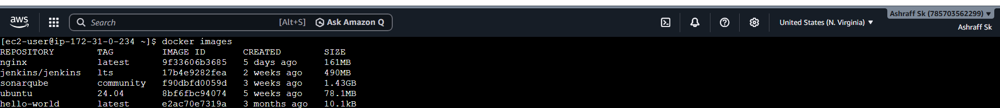 aws
Search [Alt+S] Ask Amazon Q
United States (N. Virginia) ▼
Ashraff Sk (785703562299) ▼
Ashraff Sk
[ec2-user@ip-172-31-0-234 ~]$ docker images
REPOSITORY TAG IMAGE ID CREATED SIZE
nginx latest 9f33606b3685 5 days ago 161MB
jenkins/jenkins lts 17b4e9282fea 2 weeks ago 490MB
sonarqube community f90dbfd0059d 3 weeks ago 1.43GB
ubuntu 24.04 8bf6fbc94074 5 weeks ago 78.1MB
hello-world latest e2ac70e7319a 3 months ago 10.1kB